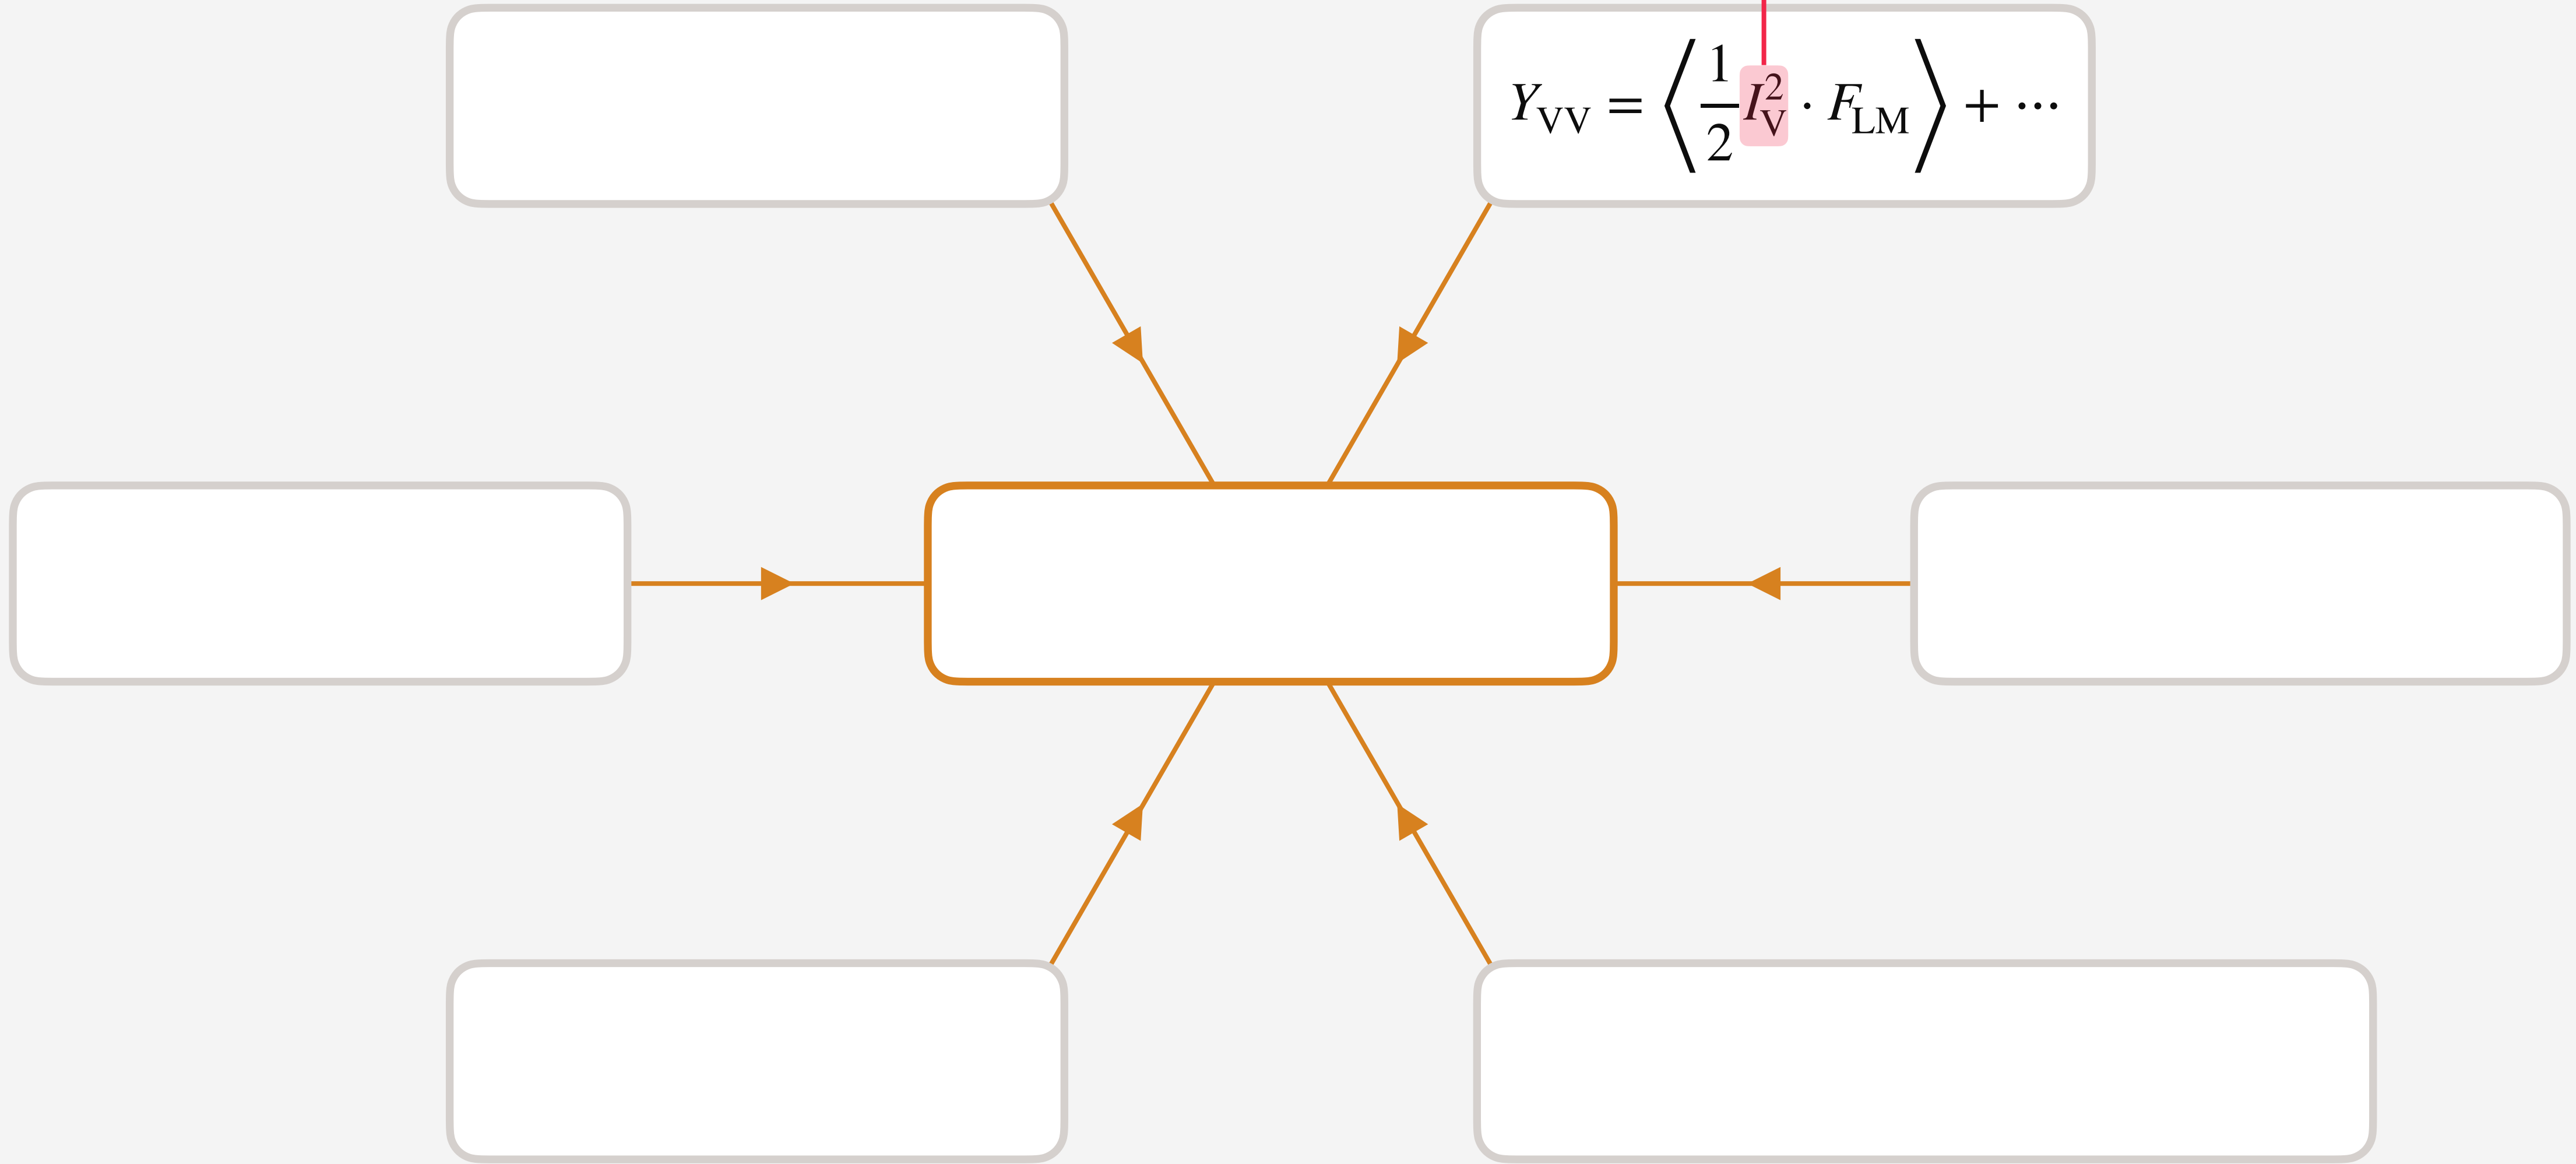 Y_VV = ⟨ 1/2 I_V^2 · F_LM ⟩ + ⋯